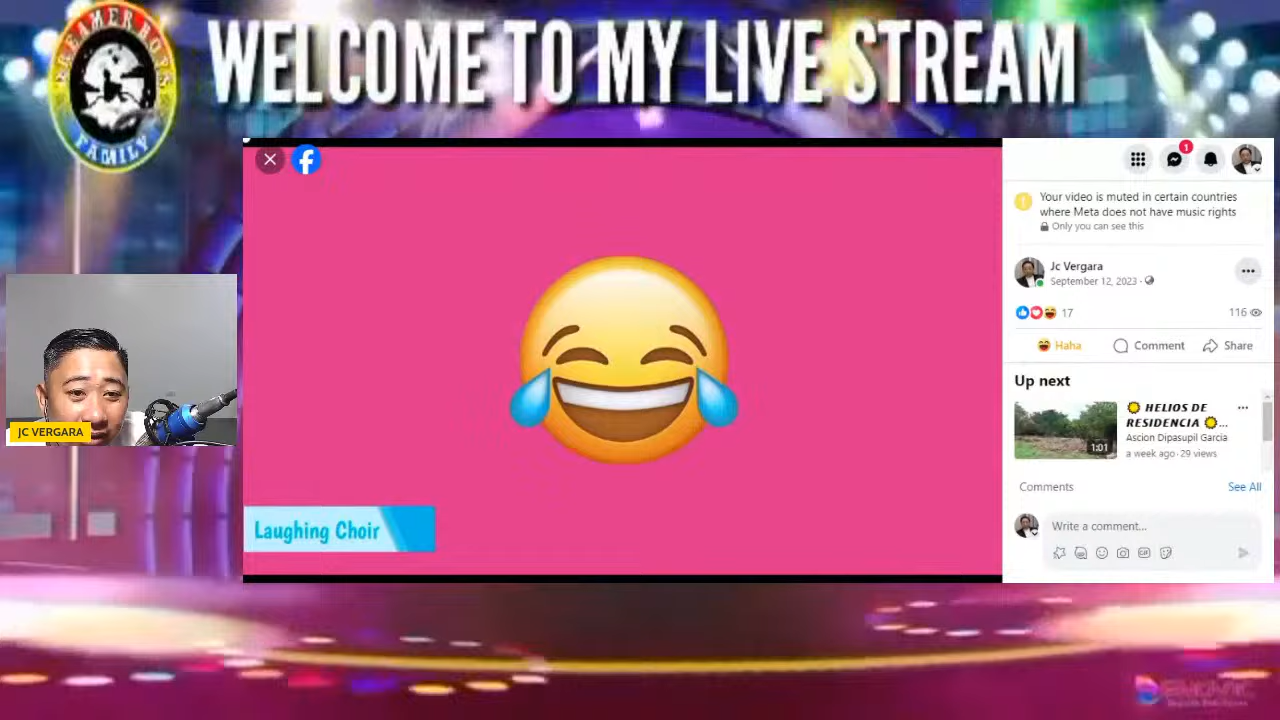 STREAMER BOYS
FAMILY
WELCOME TO MY LIVE STREAM
1
Your video is muted in certain countries
where Meta does not have music rights
Only you can see this
Jc Vergara
September 12, 2023 ·
17
116
Haha
Comment
Share
Up next
HELIOS DE
RESIDENCIA ...
Ascion Dipasupil Garcia
a week ago · 29 views
1:01
Comments
See All
Write a comment...
GIF
JC VERGARA
Laughing Choir